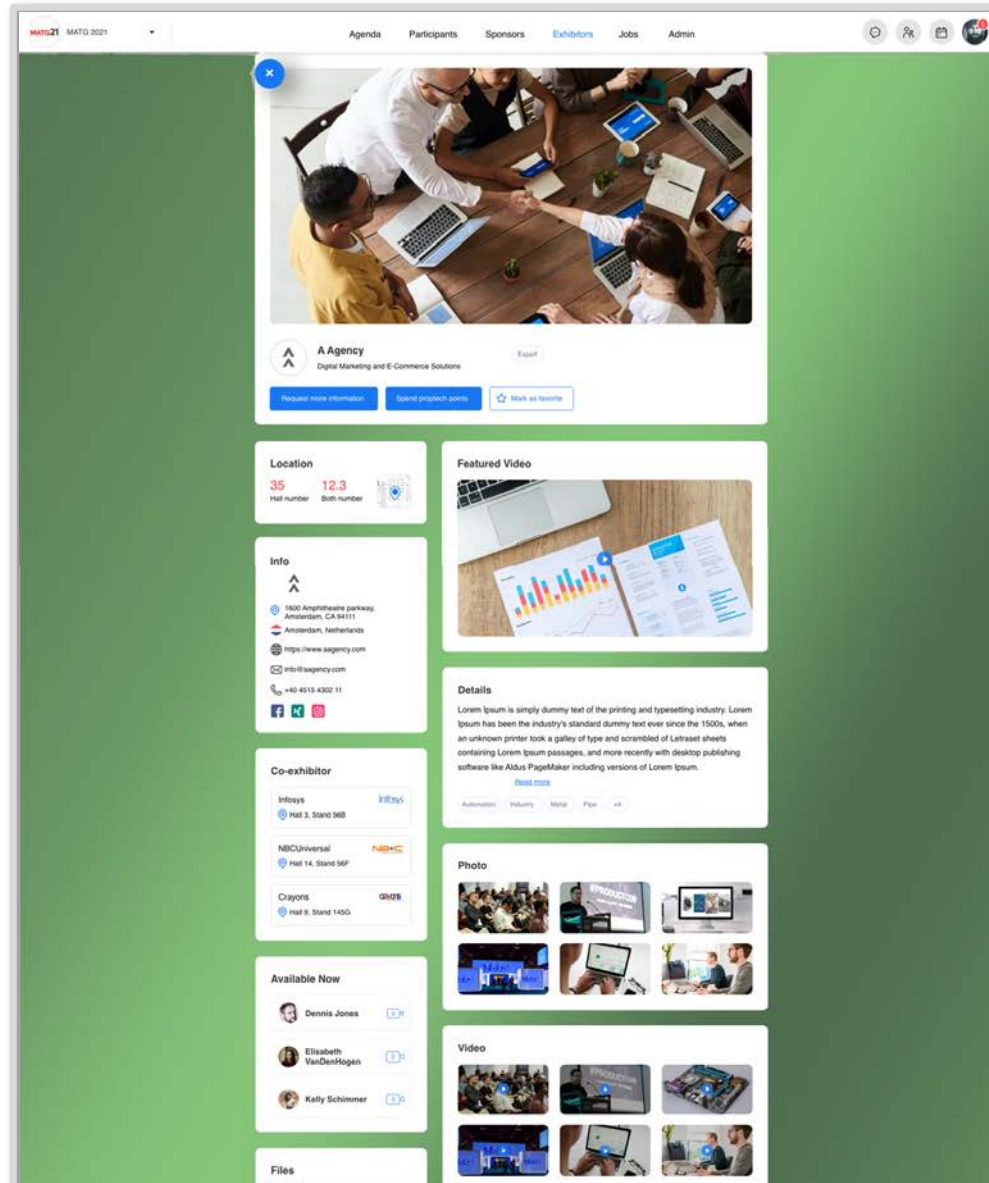 MATG21 MATG 2021
Agenda Participants Sponsors Exhibitors Jobs Admin
A Agency
Digital Marketing and E-Commerce Solutions
Expert
Request more information
Spend proptech points
Mark as favorite
Location
35 12.3
Hall number Both number
Info
1600 Amphitheatre parkway,
Amsterdam, CA 94111
Amsterdam, Netherlands
https://www.aagency.com
info@aagency.com
+40 4515 4302 11
Co-exhibitor
Infosys
Infosys
Hall 3, Stand 56B
NBCUniversal
Hall 14, Stand 56F
Crayons
Hall 9, Stand 145G
Available Now
Dennis Jones
Elisabeth
VanDenHogen
Kelly Schimmer
Files
Featured Video
Details
Lorem Ipsum is simply dummy text of the printing and typesetting industry. Lorem
Ipsum has been the industry's standard dummy text ever since the 1500s, when
an unknown printer took a galley of type and scrambled of Letraset sheets
containing Lorem Ipsum passages, and more recently with desktop publishing
software like Aldus PageMaker including versions of Lorem Ipsum.
Read more
Automation Industry Metal Pipe +4
Photo
#PRODUCTCON
Video
#PRODUCTCON